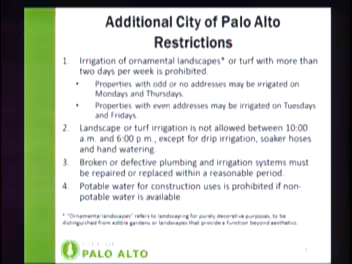 Additional City of Palo Alto
Restrictions
1. Irrigation of ornamental landscapes* or turf with more than
two days per week is prohibited.
• Properties with odd or no addresses may be irrigated on
Mondays and Thursdays.
• Properties with even addresses may be irrigated on Tuesdays
and Fridays.
2. Landscape or turf irrigation is not allowed between 10:00
a.m. and 6:00 p.m., except for drip irrigation, soaker hoses
and hand watering.
3. Broken or defective plumbing and irrigation systems must
be repaired or replaced within a reasonable period.
4. Potable water for construction uses is prohibited if non-
potable water is available
* "Ornamental landscapes" refers to landscaping for purely decorative purposes, to be
distinguished from edible gardens or landscapes that provide a function beyond aesthetics.
CITY OF
PALO ALTO